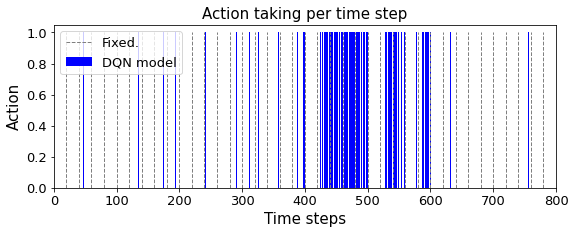 Action taking per time step
1.0
0.8
0.6
0.4
0.2
0.0
Action
Fixed.
DQN model
0 100 200 300 400 500 600 700 800
Time steps